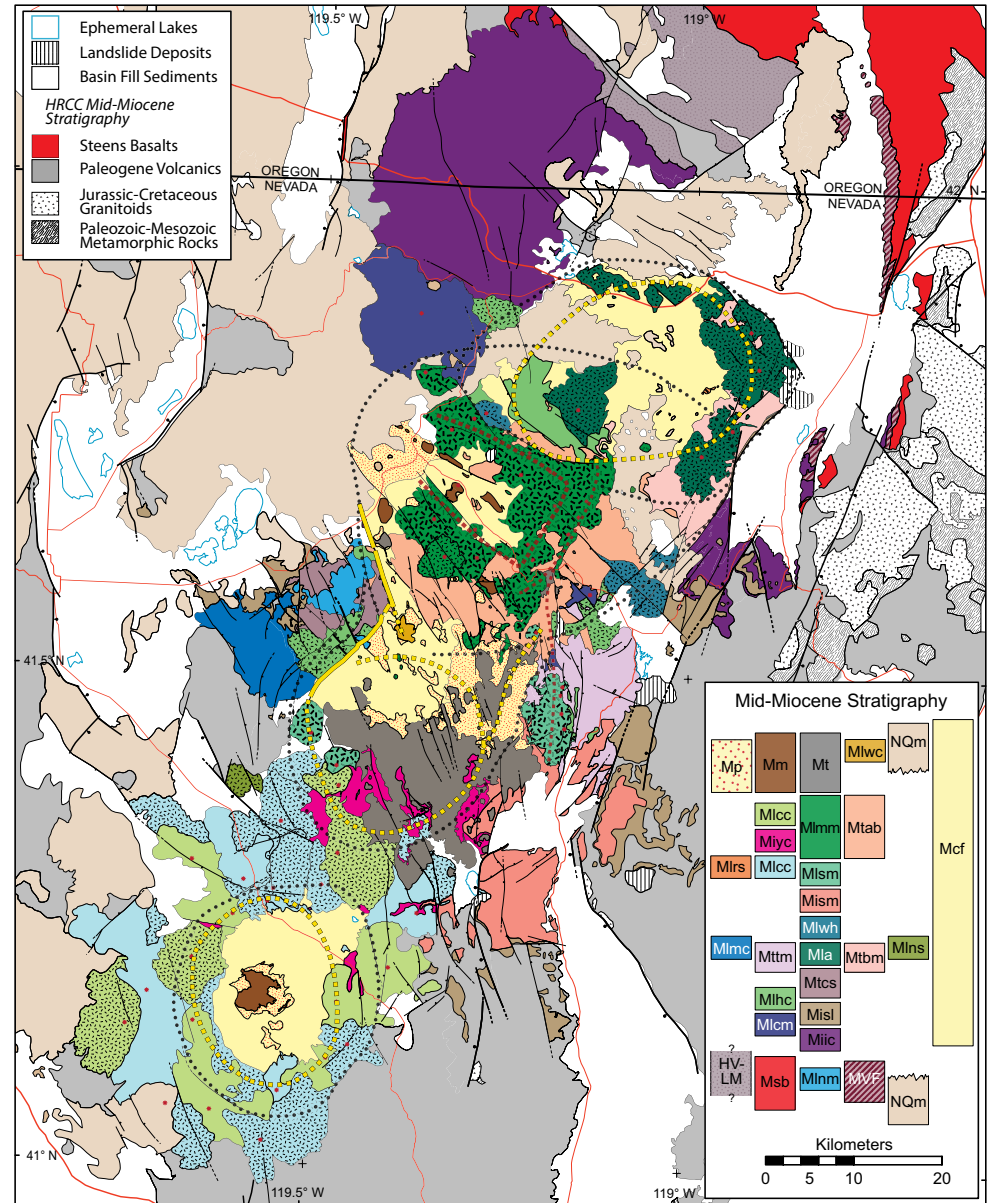 119.5° W
119° W
Ephemeral Lakes
Landslide Deposits
Basin Fill Sediments
HRCC Mid-Miocene
Stratigraphy
Steens Basalts
Paleogene Volcanics
Jurassic-Cretaceous
Granitoids
Paleozoic-Mesozoic
Metamorphic Rocks
OREGON
NEVADA
OREGON
NEVADA
42° N
41.5° N
41° N
119.5° W
119° W
Mid-Miocene Stratigraphy
Mp
Mm
Mt
Mlwc
NQm
Mcf
Mlcc
Miyc
Mlmm
Mtab
Mlrs
Mlcc
Mlsm
Mism
Mlwh
Mlmc
Mttm
Mla
Mtbm
Mlns
Mtcs
Mlhc
Misl
Mlcm
Miic
?
HV-
LM
?
Msb
Mlnm
MVF
NQm
Kilometers
0 5 10 20